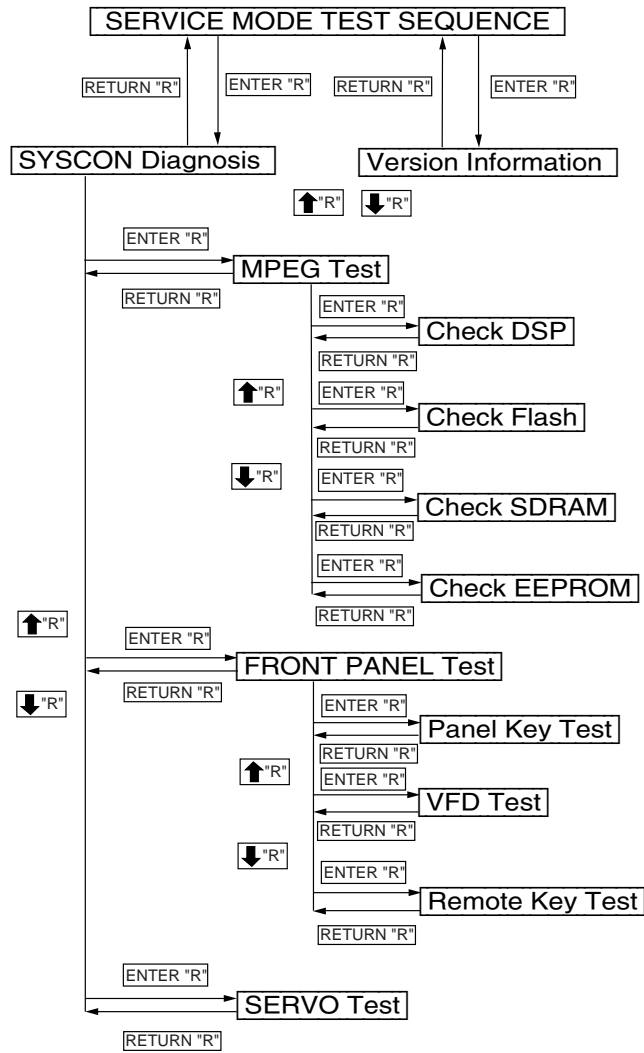 SERVICE MODE TEST SEQUENCE
RETURN "R"
ENTER "R"
RETURN "R"
ENTER "R"
SYSCON Diagnosis
Version Information
"R"
"R"
ENTER "R"
MPEG Test
RETURN "R"
ENTER "R"
Check DSP
RETURN "R"
"R"
ENTER "R"
Check Flash
RETURN "R"
"R"
ENTER "R"
Check SDRAM
RETURN "R"
ENTER "R"
Check EEPROM
RETURN "R"
"R"
ENTER "R"
FRONT PANEL Test
RETURN "R"
"R"
ENTER "R"
Panel Key Test
RETURN "R"
"R"
ENTER "R"
VFD Test
RETURN "R"
"R"
ENTER "R"
Remote Key Test
RETURN "R"
ENTER "R"
SERVO Test
RETURN "R"